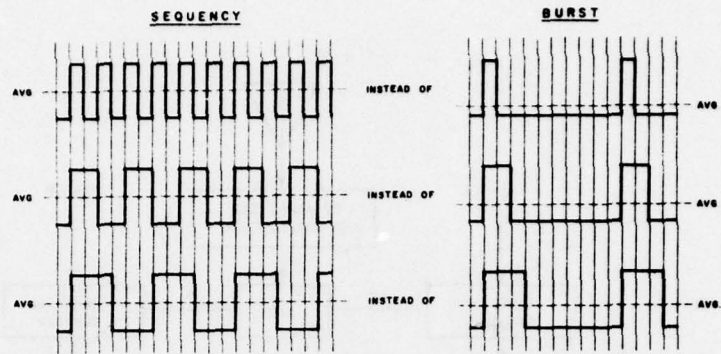 SEQUENCY BURST
AVG INSTEAD OF AVG
AVG INSTEAD OF AVG
AVG INSTEAD OF AVG.